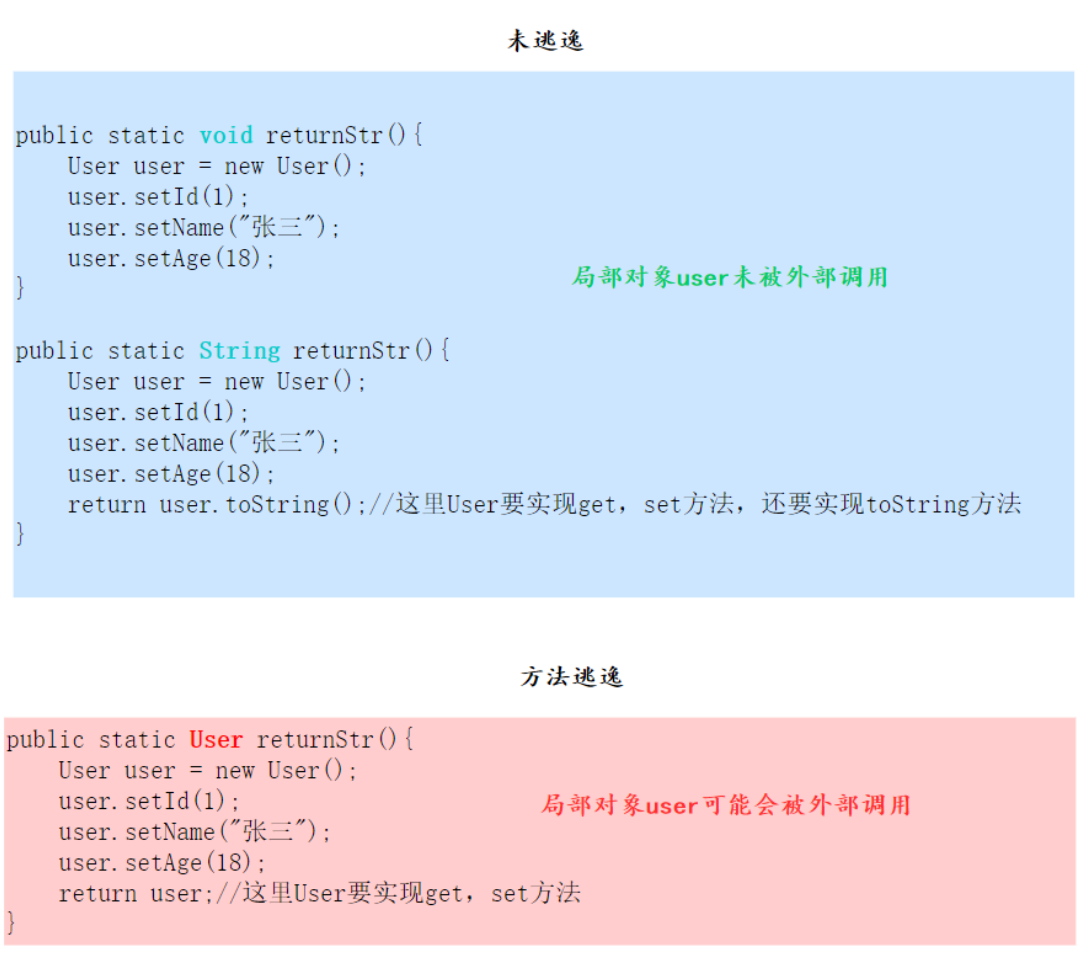 未逃逸
public static void returnStr(){
    User user = new User();
    user.setId(1);
    user.setName("张三");
    user.setAge(18);
局部对象user未被外部调用
}
public static String returnStr(){
    User user = new User();
    user.setId(1);
    user.setName("张三");
    user.setAge(18);
    return user.toString();//这里User要实现get，set方法，还要实现toString方法
}
方法逃逸
public static User returnStr(){
    User user = new User();
    user.setId(1);
局部对象user可能会被外部调用
    user.setName("张三");
    user.setAge(18);
    return user;//这里User要实现get，set方法
}